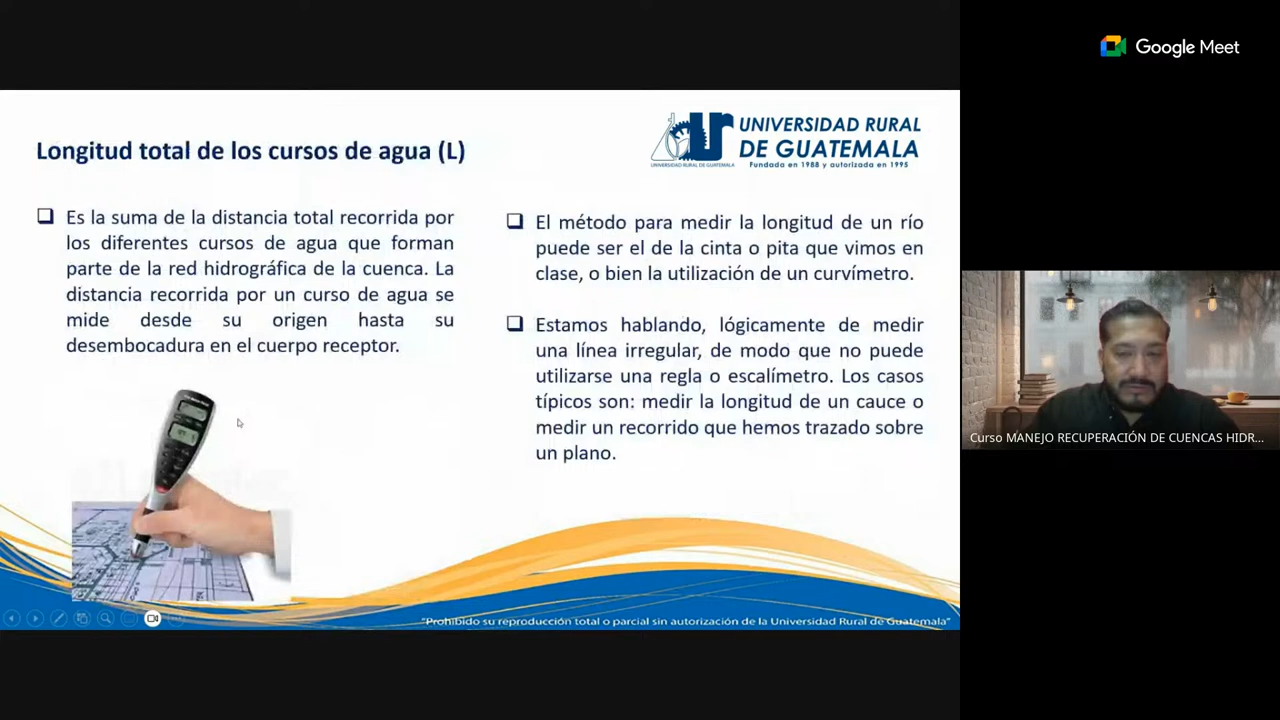 Google Meet
UNIVERSIDAD RURAL
DE GUATEMALA
Fundada en 1988 y autorizada en 1995
UNIVERSIDAD RURAL DE GUATEMALA
Longitud total de los cursos de agua (L)
Es la suma de la distancia total recorrida por
los diferentes cursos de agua que forman
parte de la red hidrográfica de la cuenca. La
distancia recorrida por un curso de agua se
mide desde su origen hasta su
desembocadura en el cuerpo receptor.
El método para medir la longitud de un río
puede ser el de la cinta o pita que vimos en
clase, o bien la utilización de un curvímetro.
Estamos hablando, lógicamente de medir
una línea irregular, de modo que no puede
utilizarse una regla o escalímetro. Los casos
típicos son: medir la longitud de un cauce o
medir un recorrido que hemos trazado sobre
un plano.
Curso MANEJO RECUPERACIÓN DE CUENCAS HIDR...
"Prohibido su reproducción total o parcial sin autorización de la Universidad Rural de Guatemala"